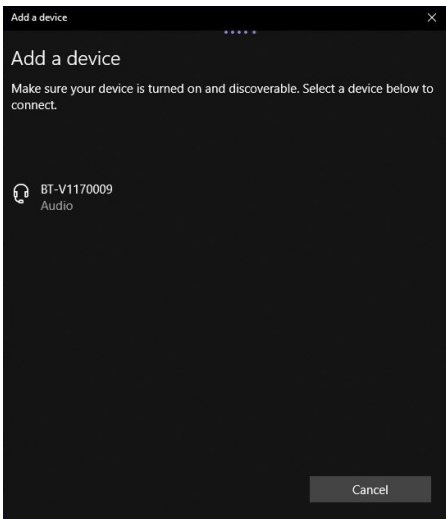 Add a device
Add a device
Make sure your device is turned on and discoverable. Select a device below to
connect.
BT-V1170009
Audio
Cancel